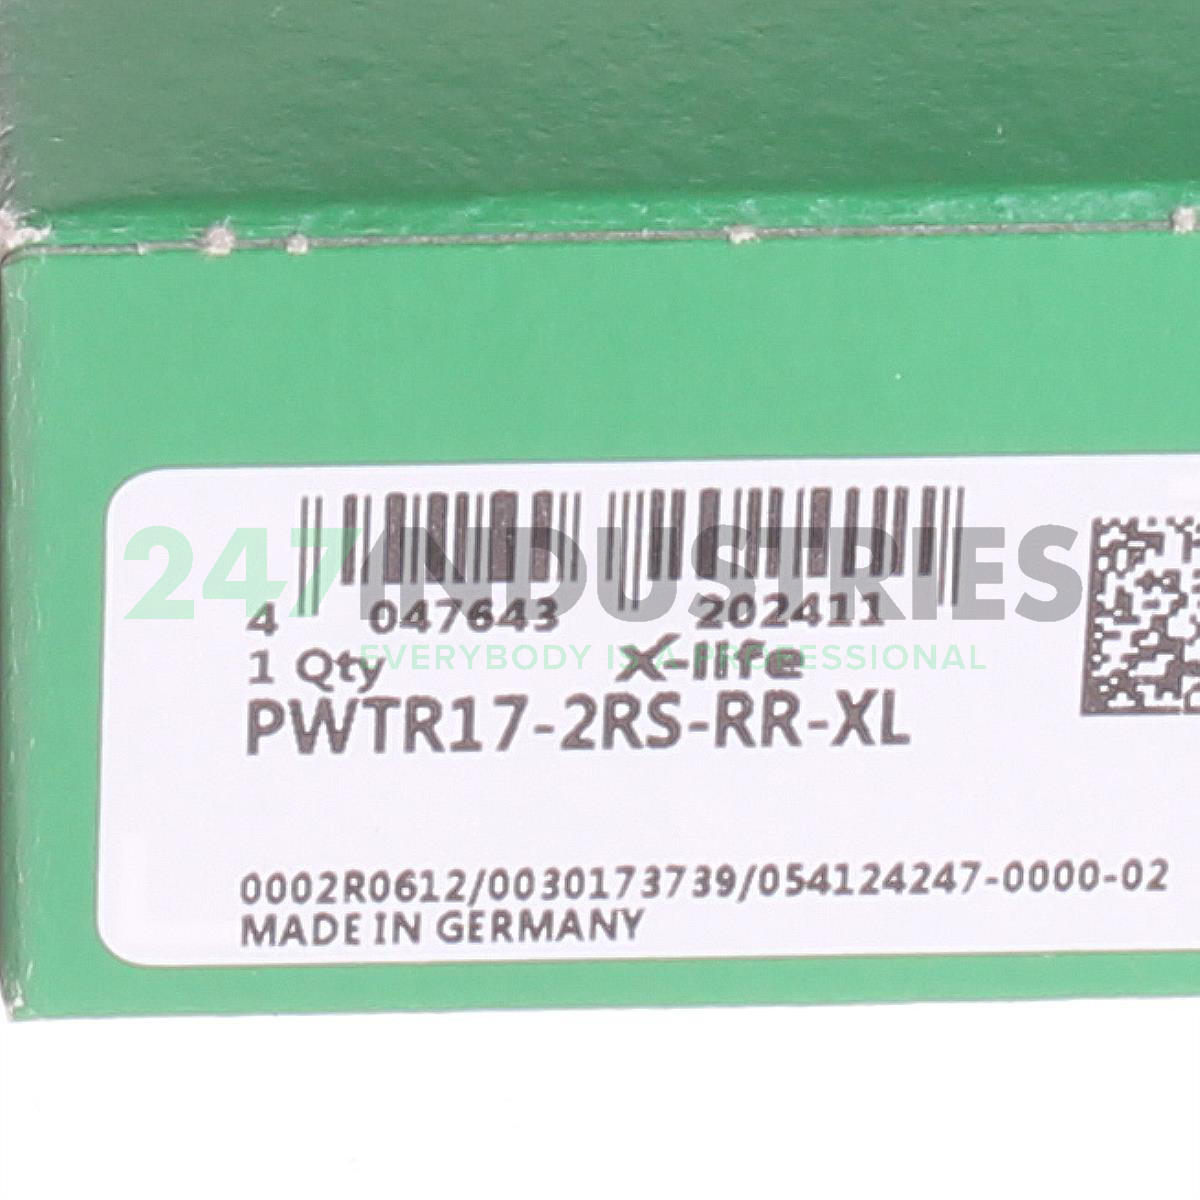 247INDUSTRIES
4 047643 202411
EVERYBODY IS A PROFESSIONAL
1 Qty X-life
PWTR17-2RS-RR-XL
0002R0612/0030173739/054124247-0000-02
MADE IN GERMANY